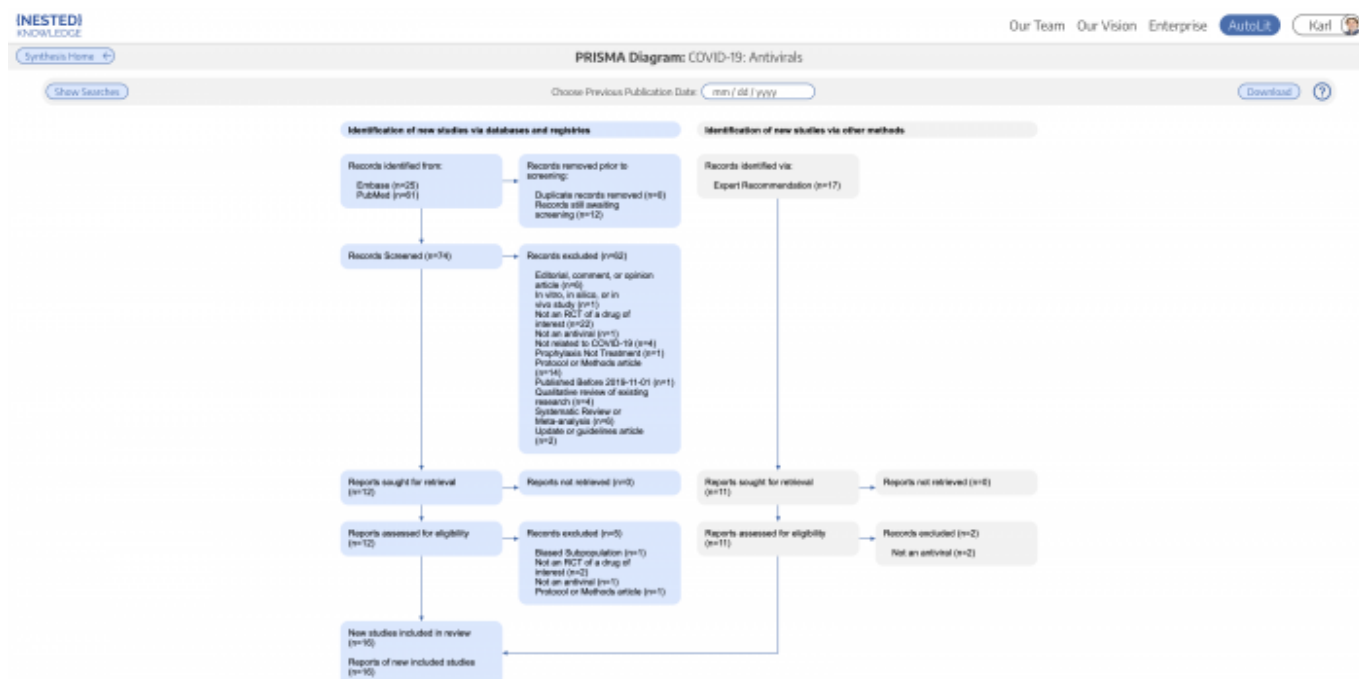 {NESTED}
KNOWLEDGE
Our Team Our Vision Enterprise AutoLit Karl
Synthesis Home
PRISMA Diagram: COVID-19: Antivirals
Show Searches
Choose Previous Publication Date: mm / dd / yyyy
Download ?
Identification of new studies via databases and registries
Identification of new studies via other methods
Records identified from:
Embase (n=25)
PubMed (n=61)
Records removed prior to
screening:
Duplicate records removed (n=0)
Records still awaiting
screening (n=12)
Records identified via:
Expert Recommendation (n=17)
Records Screened (n=74)
Records excluded (n=62)
Editorial, comment, or opinion
article (n=6)
In vitro, in silico, or in
vivo study (n=1)
Not an RCT of a drug of
interest (n=22)
Not an antiviral (n=1)
Not related to COVID-19 (n=4)
Prophylaxis Not Treatment (n=1)
Protocol or Methods article
(n=14)
Published Before 2019-11-01 (n=1)
Qualitative review of existing
research (n=4)
Systematic Review or
Meta-analysis (n=6)
Update or guidelines article
(n=2)
Reports sought for retrieval
(n=12)
Reports not retrieved (n=0)
Reports sought for retrieval
(n=11)
Reports not retrieved (n=0)
Reports assessed for eligibility
(n=12)
Records excluded (n=5)
Biased Subpopulation (n=1)
Not an RCT of a drug of
interest (n=2)
Not an antiviral (n=1)
Protocol or Methods article (n=1)
Reports assessed for eligibility
(n=11)
Records excluded (n=2)
Not an antiviral (n=2)
New studies included in review
(n=16)
Reports of new included studies
(n=16)